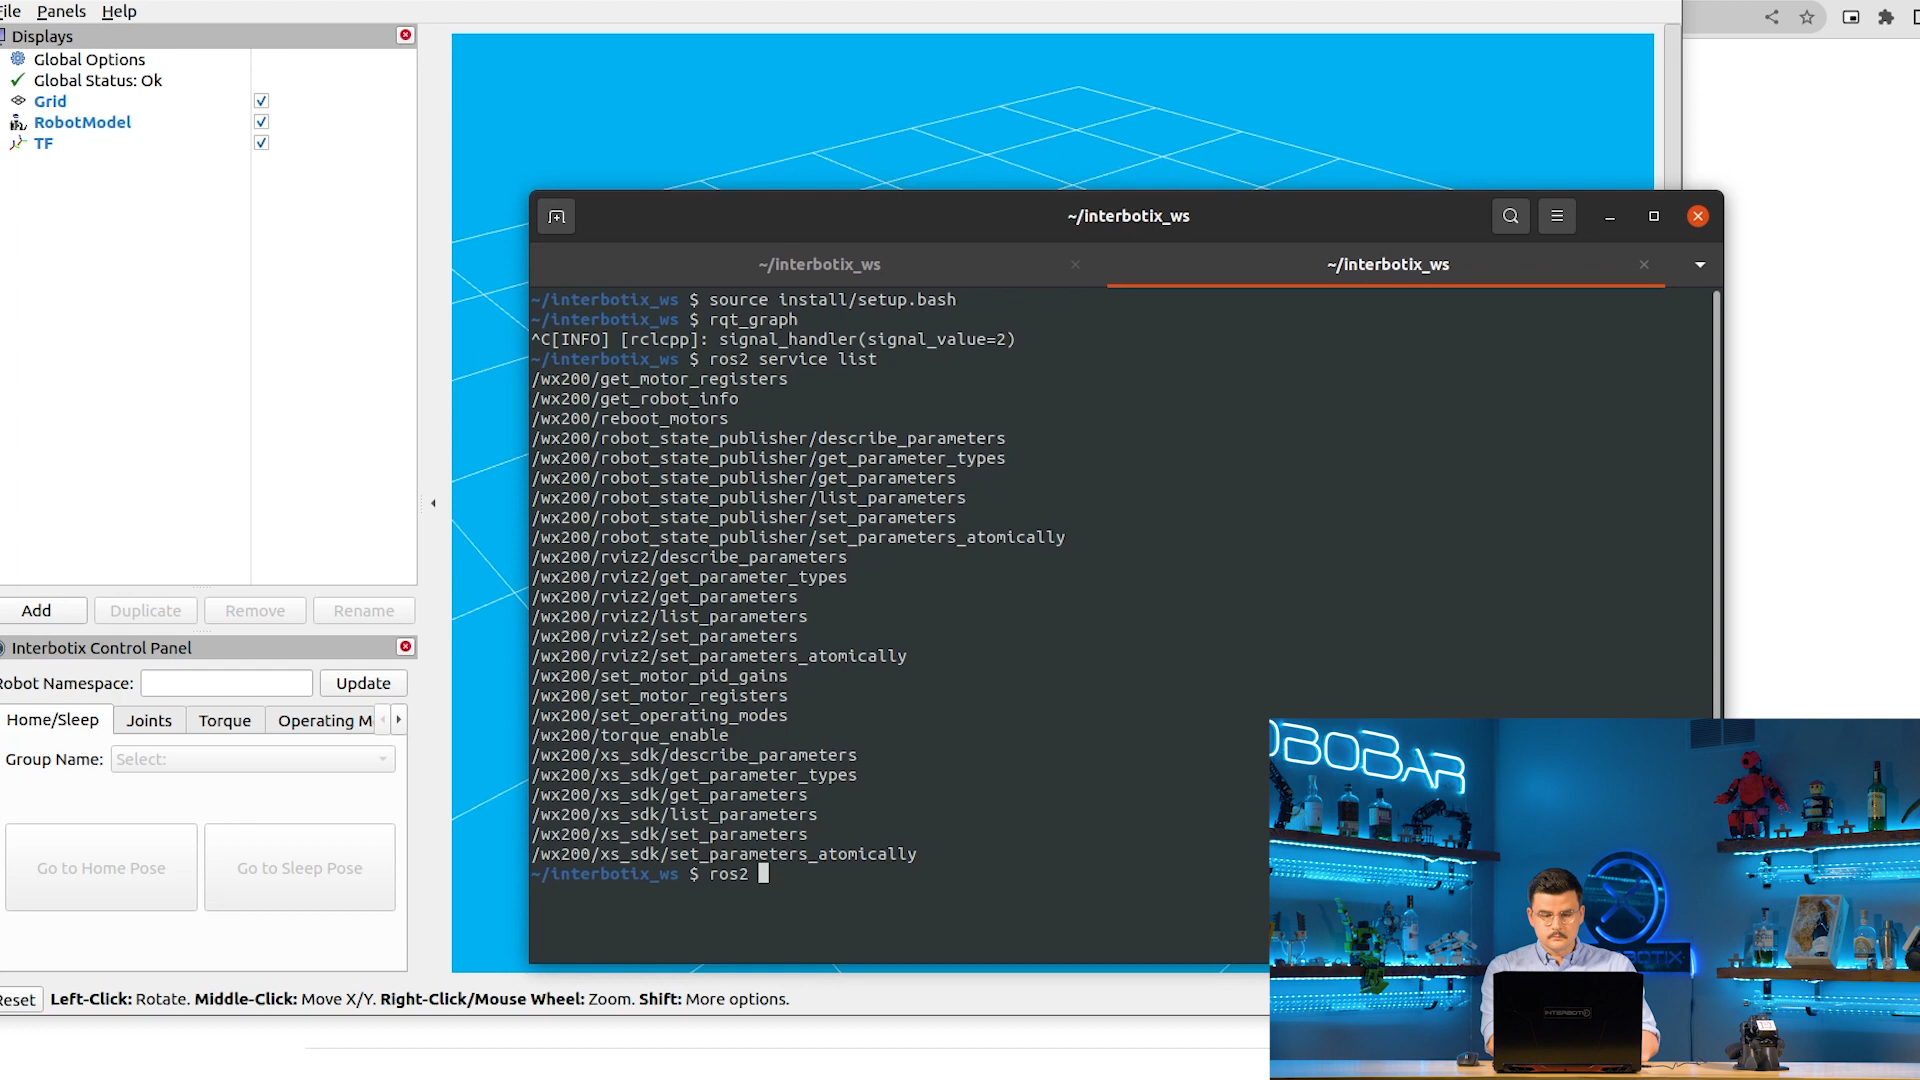 File Panels Help
Displays
Global Options
Global Status: Ok
Grid
RobotModel
TF
Add Duplicate Remove Rename
Interbotix Control Panel
Robot Namespace: Update
Home/Sleep Joints Torque Operating M
Group Name: Select:
Go to Home Pose Go to Sleep Pose
Reset Left-Click: Rotate. Middle-Click: Move X/Y. Right-Click/Mouse Wheel: Zoom. Shift: More options.
~/interbotix_ws
~/interbotix_ws ~/interbotix_ws
~/interbotix_ws $ source install/setup.bash
~/interbotix_ws $ rqt_graph
^C[INFO] [rclcpp]: signal_handler(signal_value=2)
~/interbotix_ws $ ros2 service list
/wx200/get_motor_registers
/wx200/get_robot_info
/wx200/reboot_motors
/wx200/robot_state_publisher/describe_parameters
/wx200/robot_state_publisher/get_parameter_types
/wx200/robot_state_publisher/get_parameters
/wx200/robot_state_publisher/list_parameters
/wx200/robot_state_publisher/set_parameters
/wx200/robot_state_publisher/set_parameters_atomically
/wx200/rviz2/describe_parameters
/wx200/rviz2/get_parameter_types
/wx200/rviz2/get_parameters
/wx200/rviz2/list_parameters
/wx200/rviz2/set_parameters
/wx200/rviz2/set_parameters_atomically
/wx200/set_motor_pid_gains
/wx200/set_motor_registers
/wx200/set_operating_modes
/wx200/torque_enable
/wx200/xs_sdk/describe_parameters
/wx200/xs_sdk/get_parameter_types
/wx200/xs_sdk/get_parameters
/wx200/xs_sdk/list_parameters
/wx200/xs_sdk/set_parameters
/wx200/xs_sdk/set_parameters_atomically
~/interbotix_ws $ ros2
OBOBAR
BOTIX
INTERBOTIX